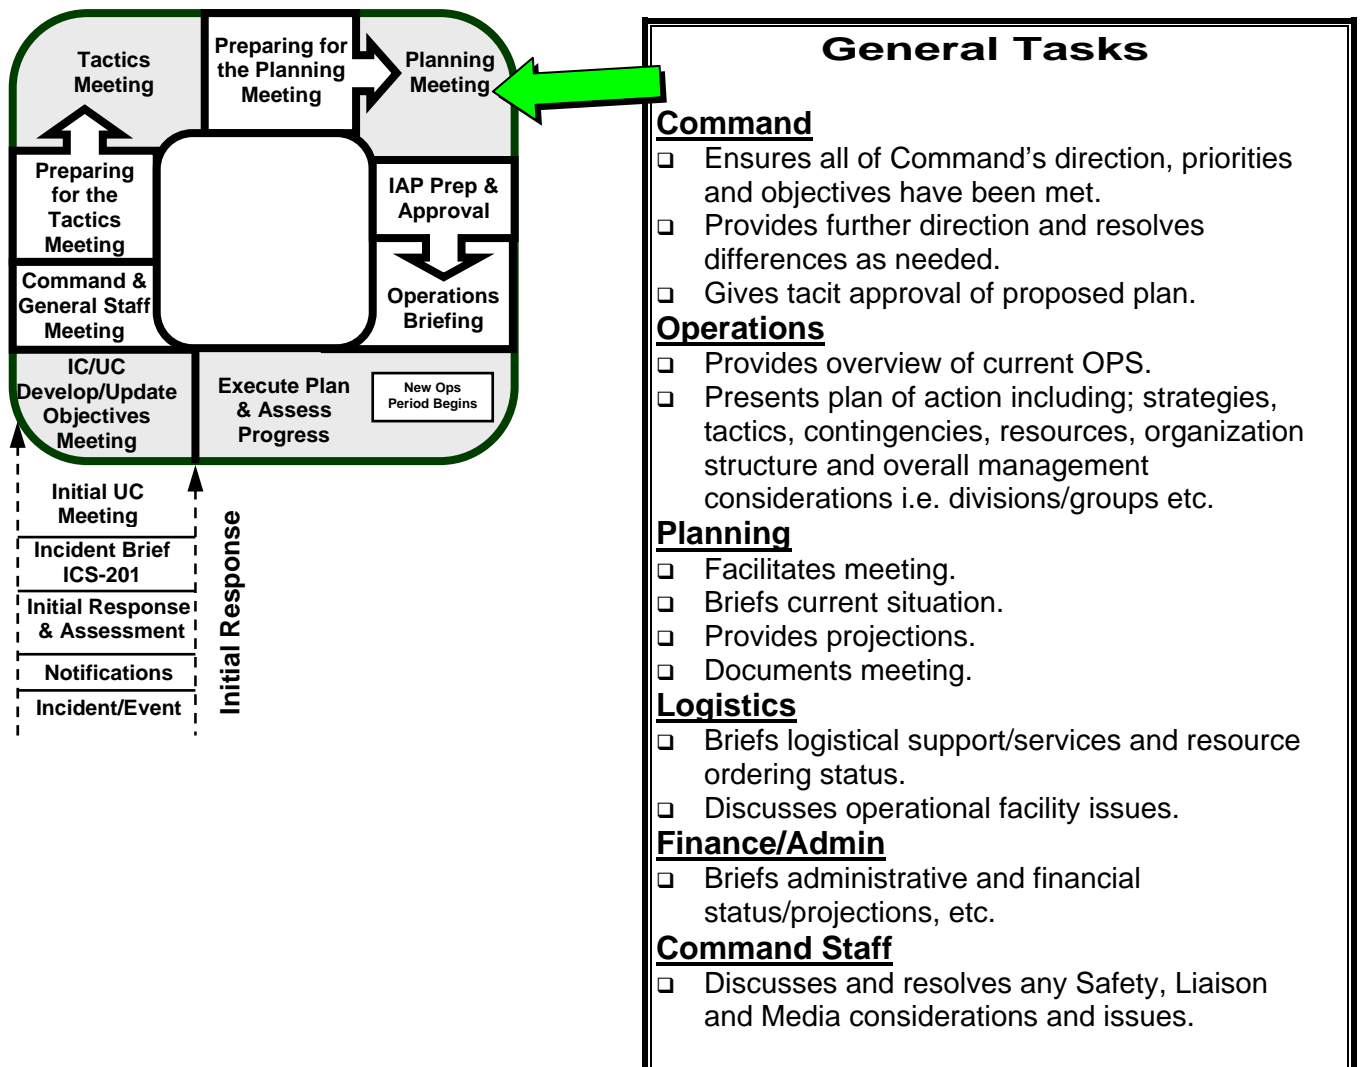 Tactics
Meeting
Preparing for
the Planning
Meeting
Planning
Meeting
Preparing
for the
Tactics
Meeting
IAP Prep &
Approval
Command &
General Staff
Meeting
Operations
Briefing
IC/UC
Develop/Update
Objectives
Meeting
Execute Plan
& Assess
Progress
New Ops
Period Begins
Initial UC
Meeting
Incident Brief
ICS-201
Initial Response
& Assessment
Notifications
Incident/Event
Initial Response
General Tasks
Command
❑ Ensures all of Command’s direction, priorities
and objectives have been met.
❑ Provides further direction and resolves
differences as needed.
❑ Gives tacit approval of proposed plan.
Operations
❑ Provides overview of current OPS.
❑ Presents plan of action including; strategies,
tactics, contingencies, resources, organization
structure and overall management
considerations i.e. divisions/groups etc.
Planning
❑ Facilitates meeting.
❑ Briefs current situation.
❑ Provides projections.
❑ Documents meeting.
Logistics
❑ Briefs logistical support/services and resource
ordering status.
❑ Discusses operational facility issues.
Finance/Admin
❑ Briefs administrative and financial
status/projections, etc.
Command Staff
❑ Discusses and resolves any Safety, Liaison
and Media considerations and issues.